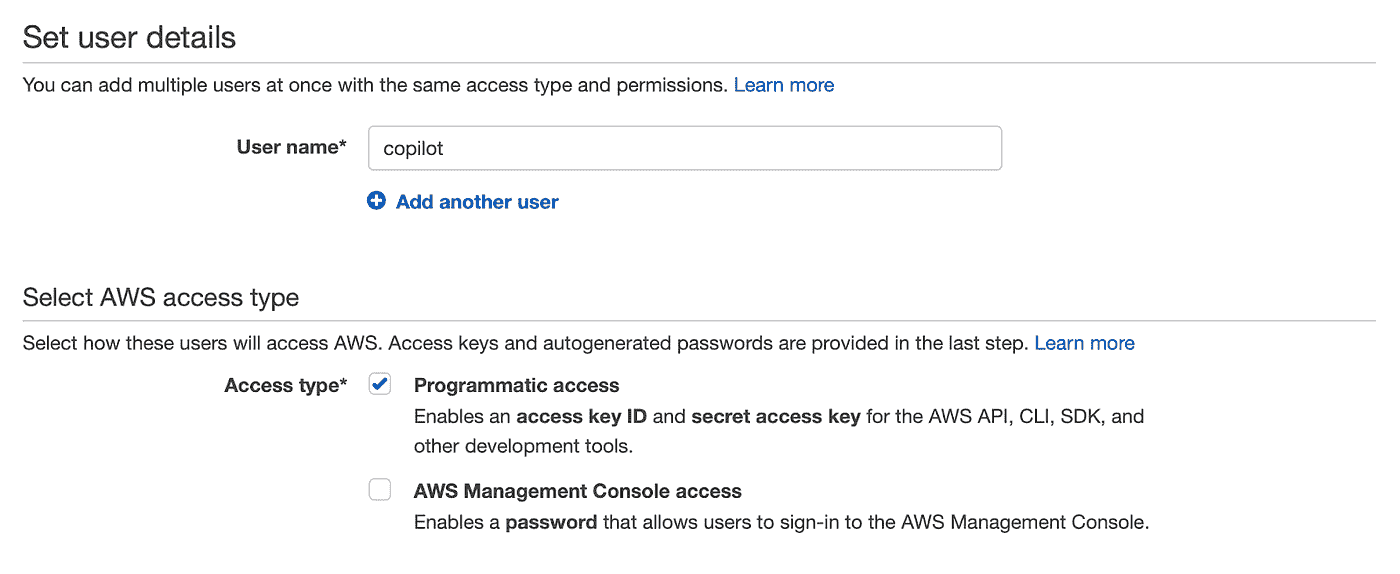 Set user details
You can add multiple users at once with the same access type and permissions. Learn more
User name* copilot
Add another user
Select AWS access type
Select how these users will access AWS. Access keys and autogenerated passwords are provided in the last step. Learn more
Access type* Programmatic access
Enables an access key ID and secret access key for the AWS API, CLI, SDK, and
other development tools.
AWS Management Console access
Enables a password that allows users to sign-in to the AWS Management Console.